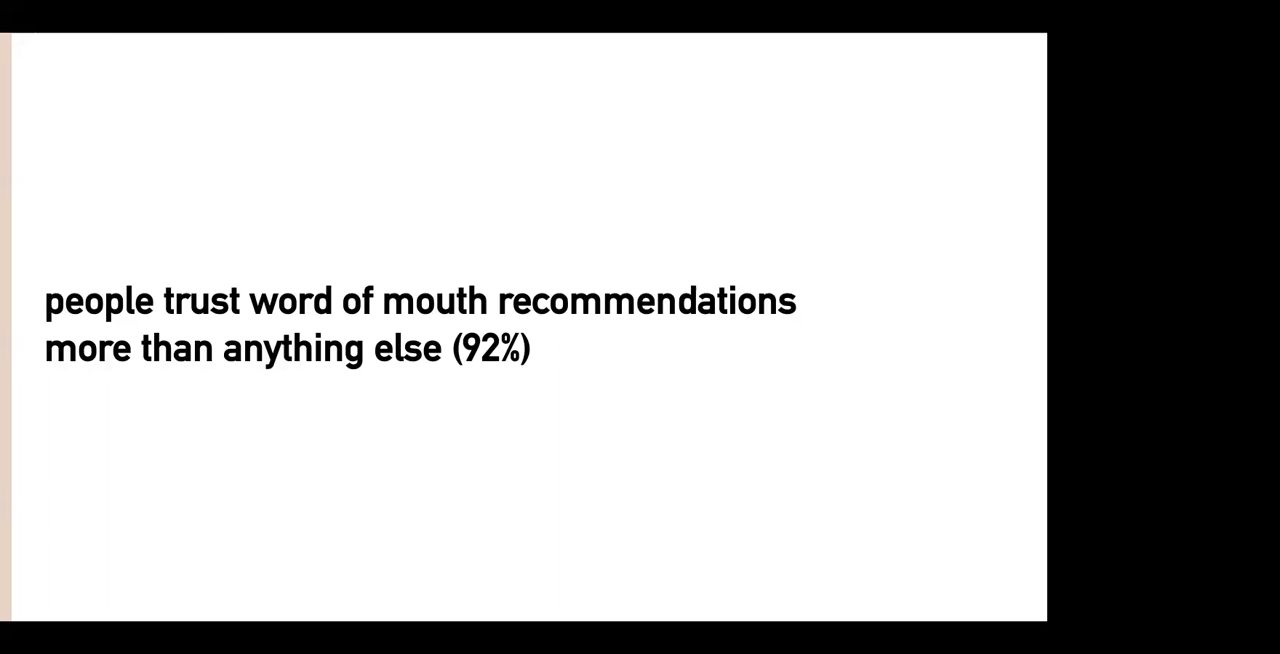 people trust word of mouth recommendations
more than anything else (92%)